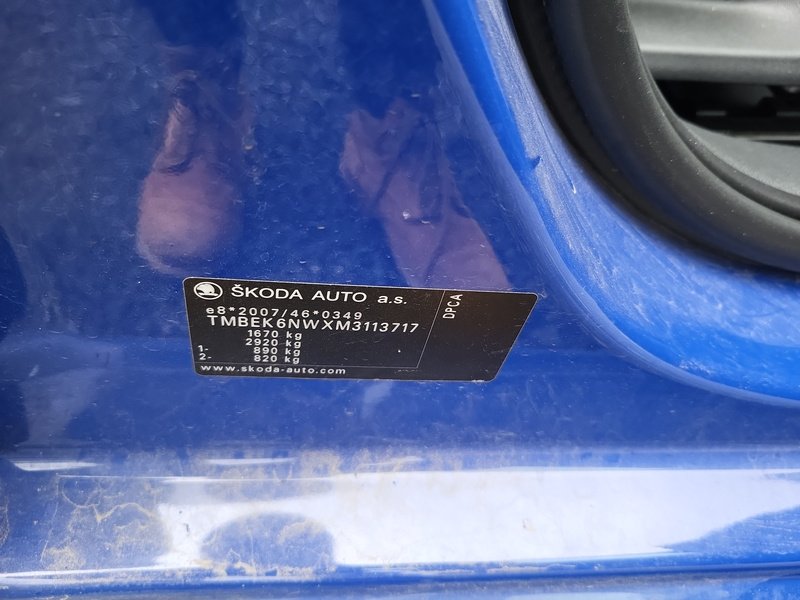 ŠKODA AUTO a.s.
e8*2007/46*0349
TMBEK6NWXM3113717
1670 kg
2920 kg
1- 890 kg
2- 820 kg
www.skoda-auto.com
DPCA